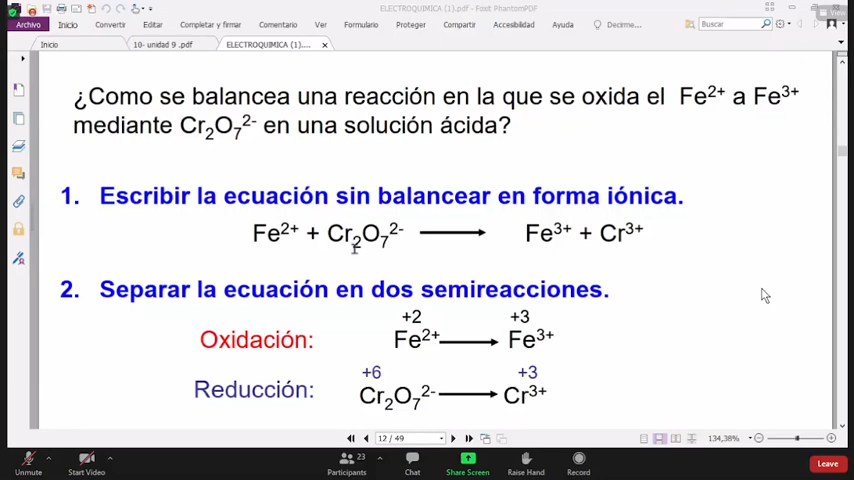 ELECTROQUIMICA (1).pdf - Foxit PhantomPDF
Archivo Inicio Convertir Editar Completar y firmar Comentario Ver Formulario Proteger Compartir Accesibilidad Ayuda Decirme... Buscar
Inicio 10- unidad 9 .pdf ELECTROQUIMICA (1)....
¿Como se balancea una reacción en la que se oxida el Fe²⁺ a Fe³⁺
mediante Cr₂O₇²⁻ en una solución ácida?
1. Escribir la ecuación sin balancear en forma iónica.
Fe²⁺ + Cr₂O₇²⁻ → Fe³⁺ + Cr³⁺
2. Separar la ecuación en dos semireacciones.
+2 +3
Oxidación: Fe²⁺ → Fe³⁺
+6 +3
Reducción: Cr₂O₇²⁻ → Cr³⁺
12 / 49 134,38%
23
Unmute Start Video Participants Chat Share Screen Raise Hand Record Leave